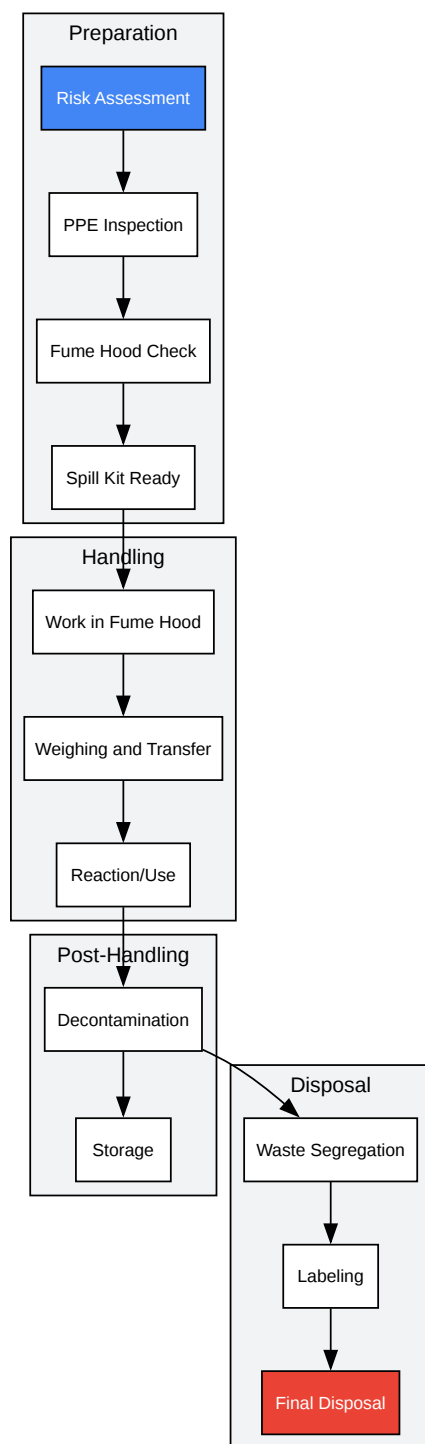 Preparation
Risk Assessment
PPE Inspection
Fume Hood Check
Spill Kit Ready
Handling
Work in Fume Hood
Weighing and Transfer
Reaction/Use
Post-Handling
Decontamination
Storage
Disposal
Waste Segregation
Labeling
Final Disposal